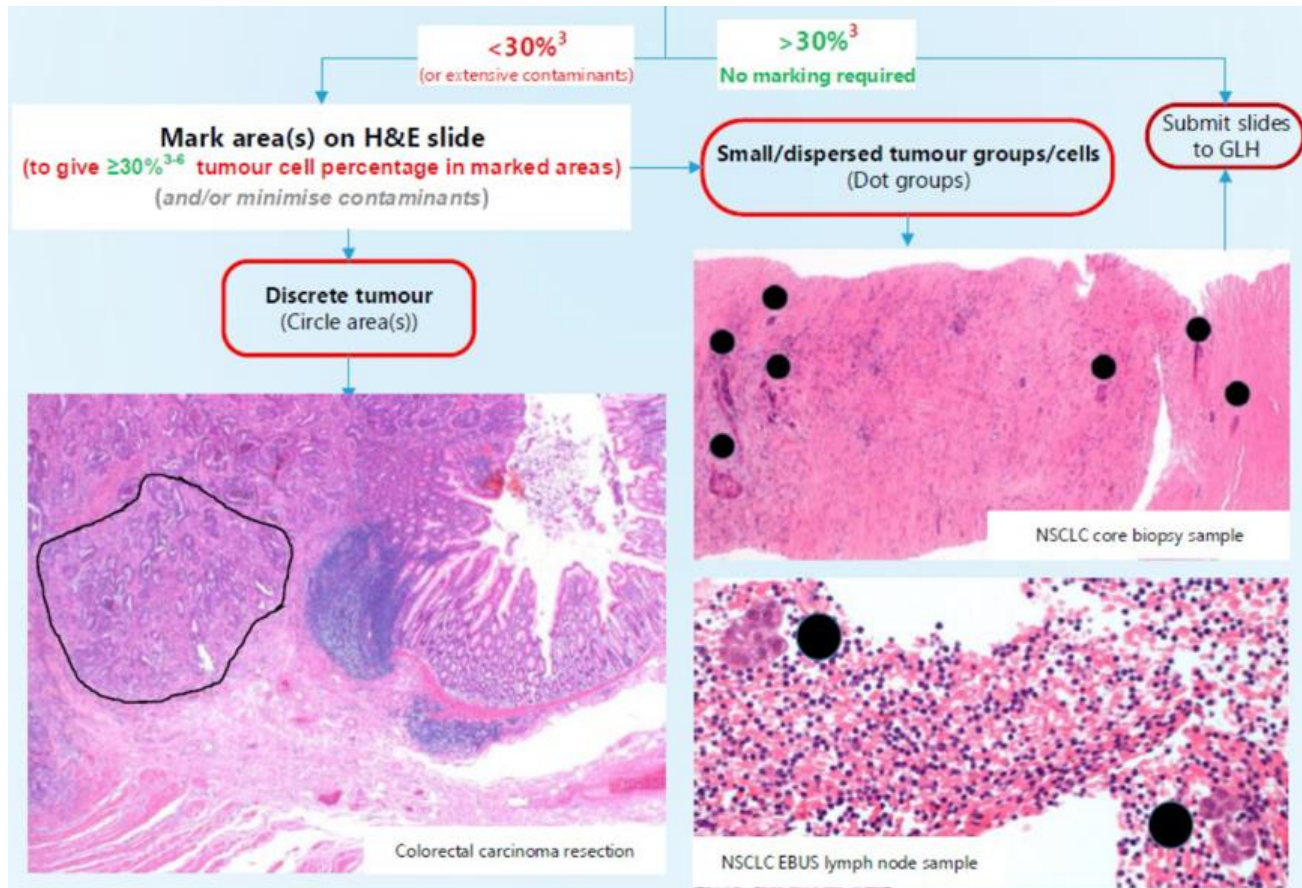 <30%3
(or extensive contaminants)
>30%3
No marking required
Mark area(s) on H&E slide
(to give ≥30%3-6 tumour cell percentage in marked areas)
(and/or minimise contaminants)
Small/dispersed tumour groups/cells
(Dot groups)
Submit slides
to GLH
Discrete tumour
(Circle area(s))
NSCLC core biopsy sample
Colorectal carcinoma resection
NSCLC EBUS lymph node sample